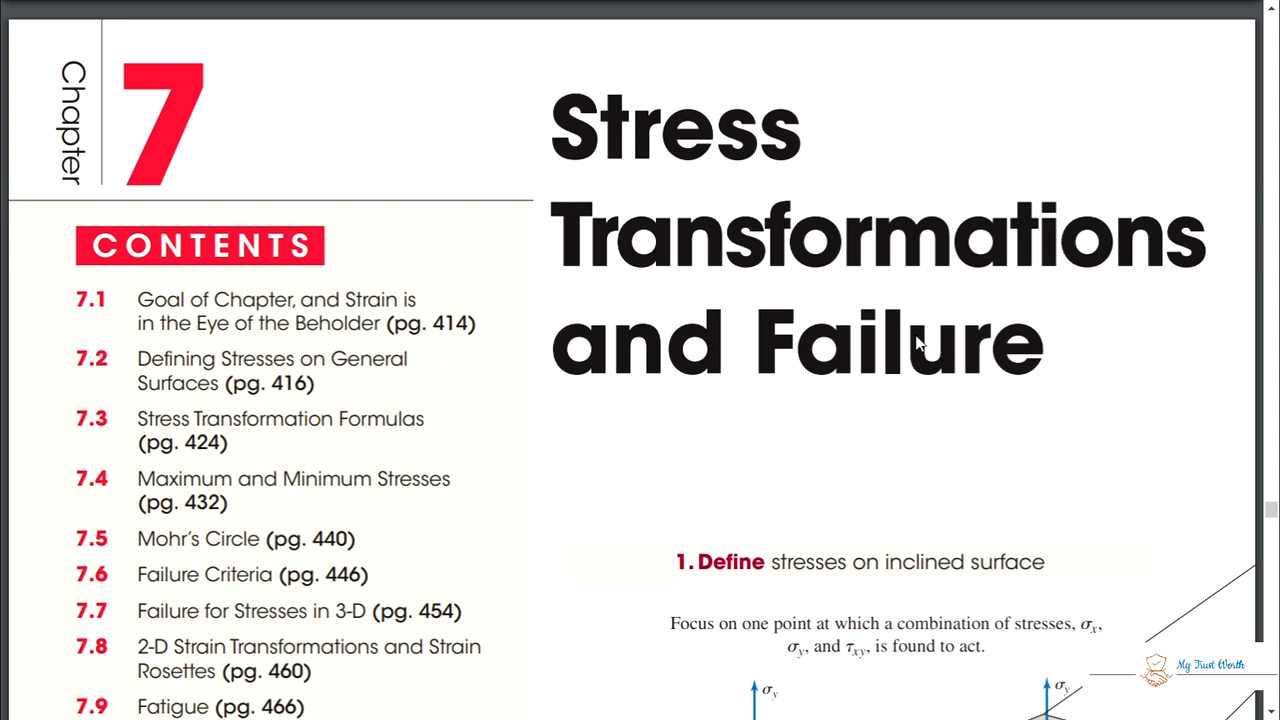 Chapter
7
Stress
Transformations
and Failure
CONTENTS
7.1 Goal of Chapter, and Strain is
in the Eye of the Beholder (pg. 414)
7.2 Defining Stresses on General
Surfaces (pg. 416)
7.3 Stress Transformation Formulas
(pg. 424)
7.4 Maximum and Minimum Stresses
(pg. 432)
7.5 Mohr's Circle (pg. 440)
7.6 Failure Criteria (pg. 446)
7.7 Failure for Stresses in 3-D (pg. 454)
7.8 2-D Strain Transformations and Strain
Rosettes (pg. 460)
7.9 Fatigue (pg. 466)
1. Define stresses on inclined surface
Focus on one point at which a combination of stresses, σx,
σy, and τxy, is found to act.
σy
σy
My Trust Worth